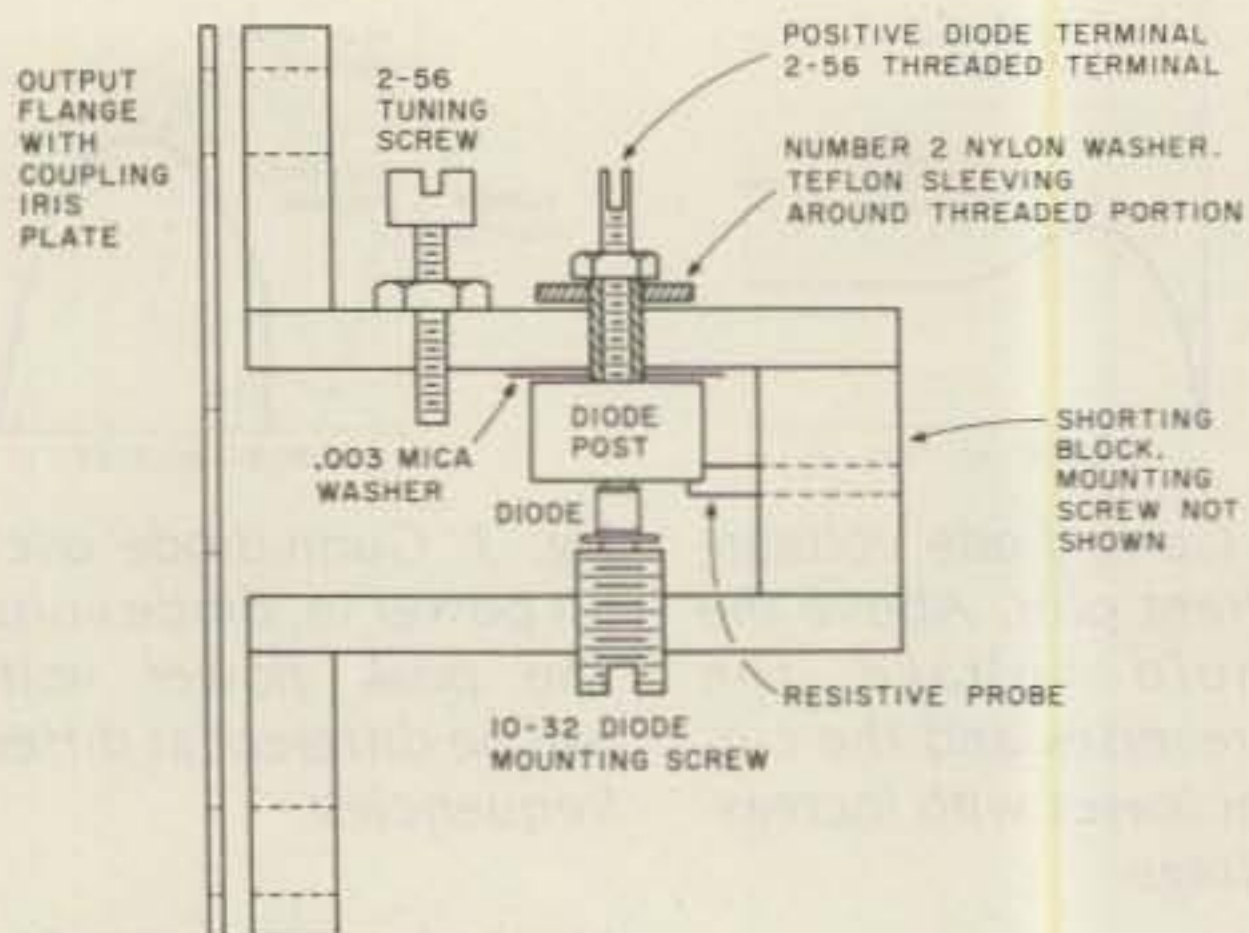 OUTPUT
FLANGE
WITH
COUPLING
IRIS
PLATE
2-56
TUNING
SCREW
POSITIVE DIODE TERMINAL
2-56 THREADED TERMINAL
NUMBER 2 NYLON WASHER.
TEFLON SLEEVING
AROUND THREADED PORTION
DIODE
POST
.003 MICA
WASHER
DIODE
SHORTING
BLOCK.
MOUNTING
SCREW NOT
SHOWN
RESISTIVE PROBE
10-32 DIODE
MOUNTING SCREW